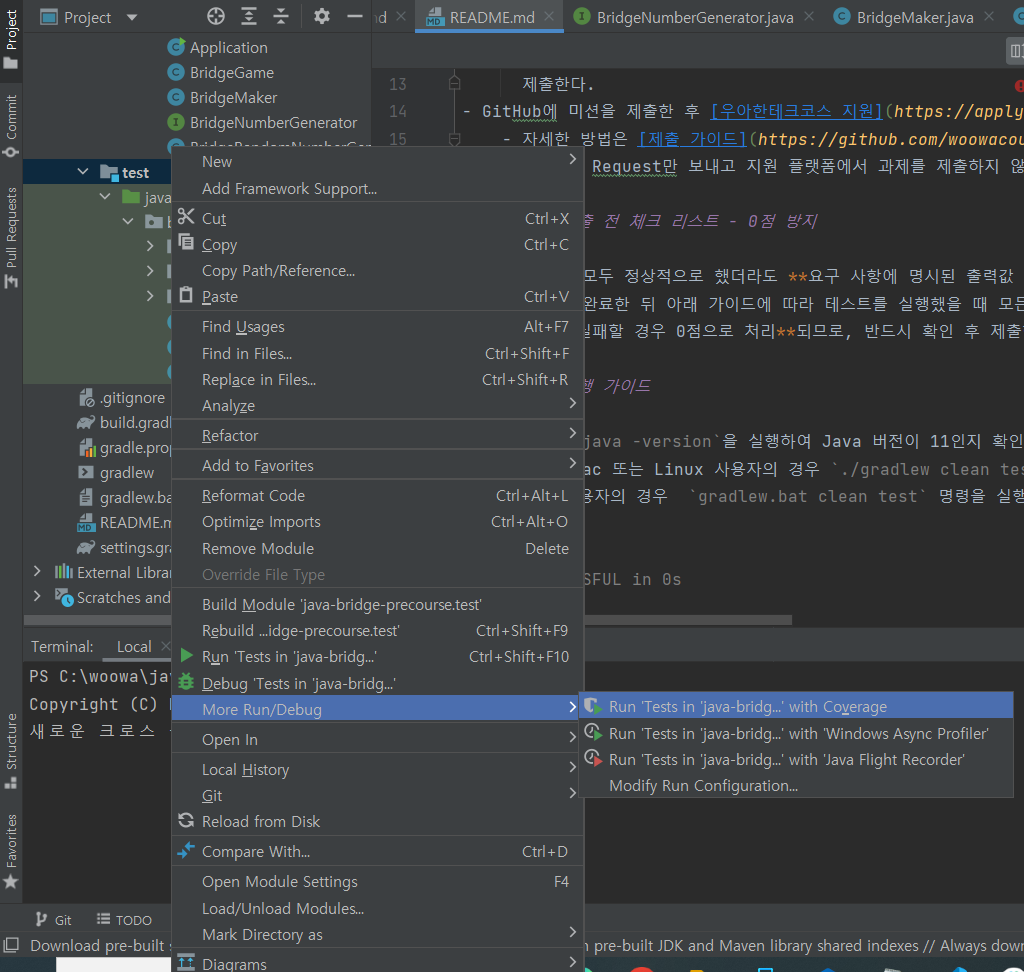 Project
nd
README.md
BridgeNumberGenerator.java
BridgeMaker.java
Project
Commit
Pull Requests
Structure
Favorites
Application
BridgeGame
BridgeMaker
BridgeNumberGenerator
test
java
.gitignore
build.gradl
gradle.prop
gradlew
gradlew.ba
README.m
settings.gra
External Librar
Scratches and
13 제출한다.
14 - GitHub에 미션을 제출한 후 [우아한테크코스 지원](https://apply
15 - 자세한 방법은 [제출 가이드](https://github.com/woowacou
Request만 보내고 지원 플랫폼에서 과제를 제출하지 않
출 전 체크 리스트 - 0점 방지
모두 정상적으로 했더라도 **요구 사항에 명시된 출력값
완료한 뒤 아래 가이드에 따라 테스트를 실행했을 때 모든
실패할 경우 0점으로 처리**되므로, 반드시 확인 후 제출
행 가이드
java -version`을 실행하여 Java 버전이 11인지 확인
ac 또는 Linux 사용자의 경우 `./gradlew clean tes
용자의 경우 `gradlew.bat clean test` 명령을 실행
SFUL in 0s
New
Add Framework Support...
Cut Ctrl+X
Copy Ctrl+C
Copy Path/Reference...
Paste Ctrl+V
Find Usages Alt+F7
Find in Files... Ctrl+Shift+F
Replace in Files... Ctrl+Shift+R
Analyze
Refactor
Add to Favorites
Reformat Code Ctrl+Alt+L
Optimize Imports Ctrl+Alt+O
Remove Module Delete
Override File Type
Build Module 'java-bridge-precourse.test'
Rebuild ...idge-precourse.test' Ctrl+Shift+F9
Run 'Tests in 'java-bridg...' Ctrl+Shift+F10
Debug 'Tests in 'java-bridg...'
More Run/Debug
Open In
Local History
Git
Reload from Disk
Compare With... Ctrl+D
Open Module Settings F4
Load/Unload Modules...
Mark Directory as
Diagrams
Run 'Tests in 'java-bridg...' with Coverage
Run 'Tests in 'java-bridg...' with 'Windows Async Profiler'
Run 'Tests in 'java-bridg...' with 'Java Flight Recorder'
Modify Run Configuration...
Terminal: Local
PS C:\woowa\ja
Copyright (C)
새로운 크로스
Git TODO
Download pre-built s
n pre-built JDK and Maven library shared indexes // Always down